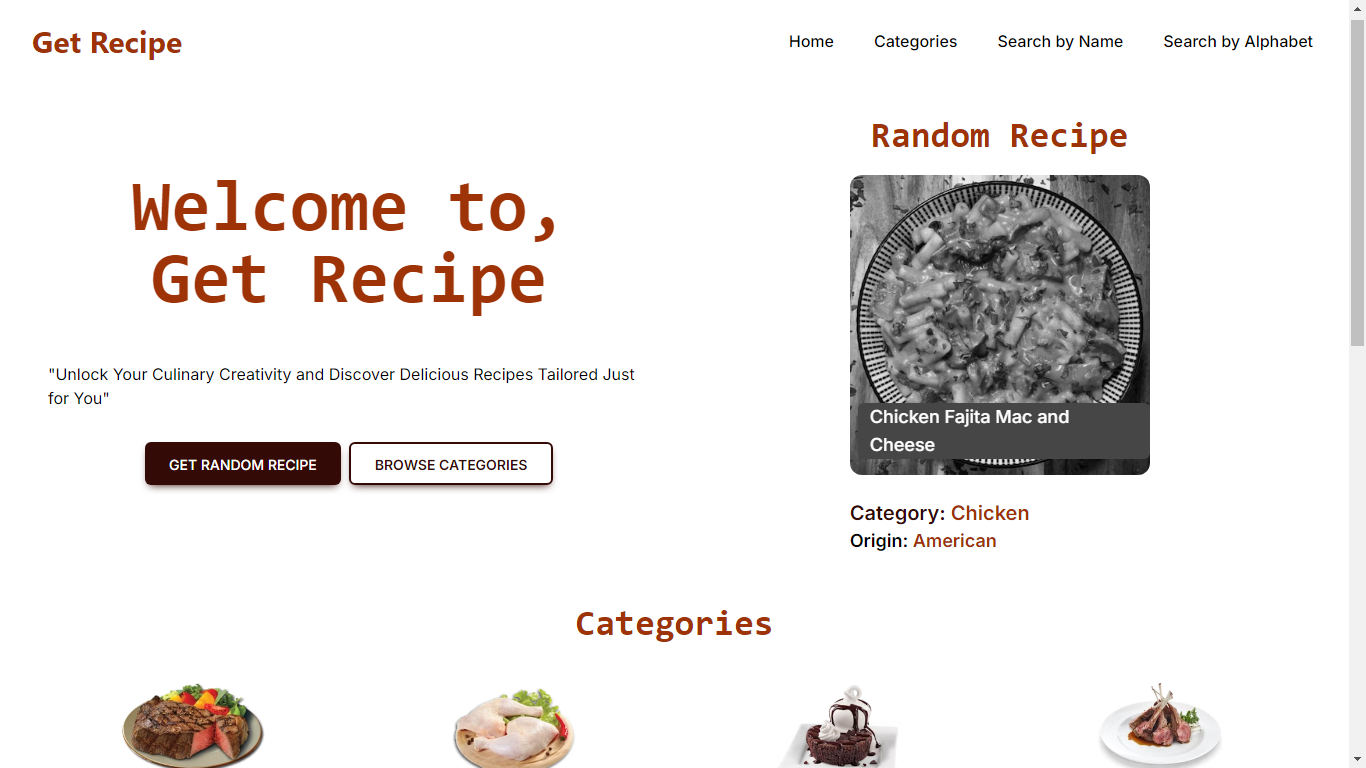 Get Recipe
Home
Categories
Search by Name
Search by Alphabet
Welcome to,
Get Recipe
"Unlock Your Culinary Creativity and Discover Delicious Recipes Tailored Just
for You"
GET RANDOM RECIPE
BROWSE CATEGORIES
Random Recipe
Chicken Fajita Mac and
Cheese
Category: Chicken
Origin: American
Categories